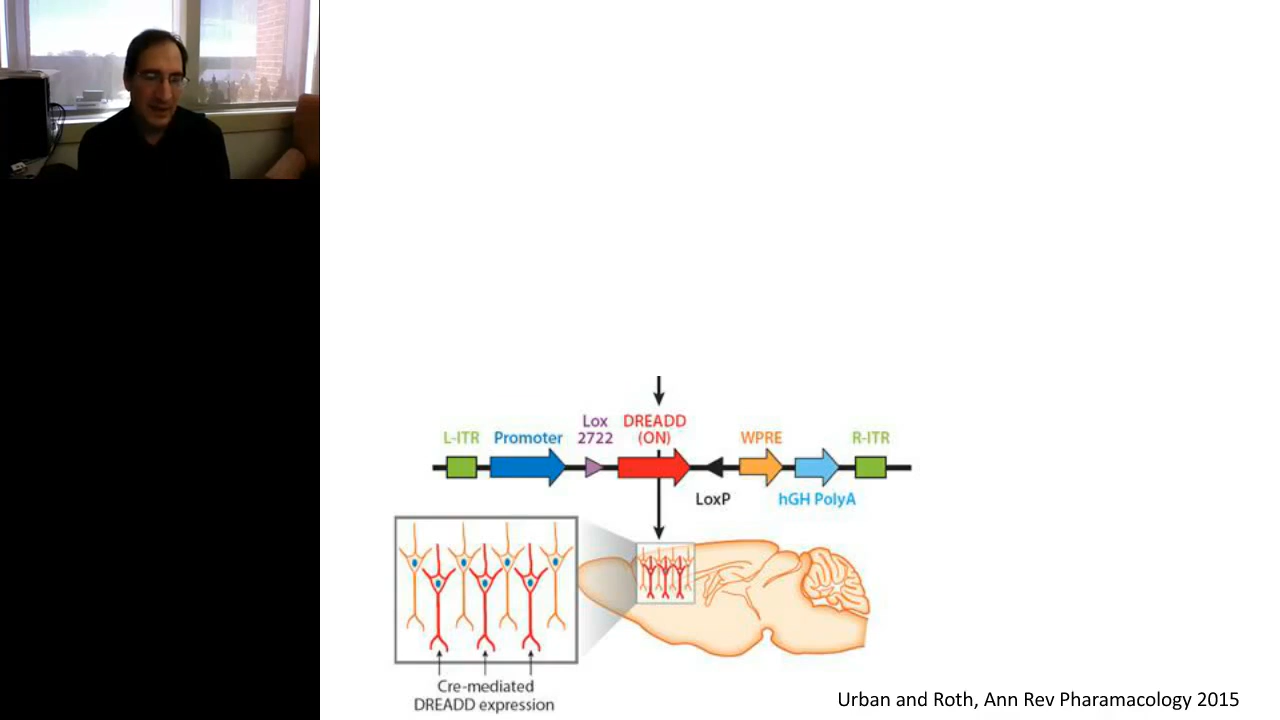 Lox
2722
DREADD
(ON)
L-ITR
Promoter
WPRE
R-ITR
LoxP
hGH PolyA
Cre-mediated
DREADD expression
Urban and Roth, Ann Rev Pharamacology 2015